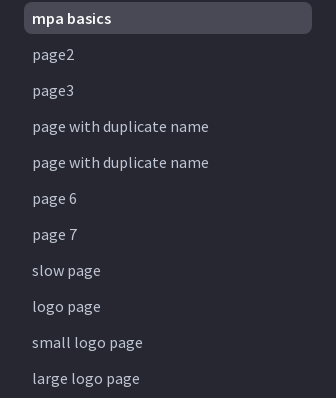 mpa basics
page2
page3
page with duplicate name
page with duplicate name
page 6
page 7
slow page
logo page
small logo page
large logo page